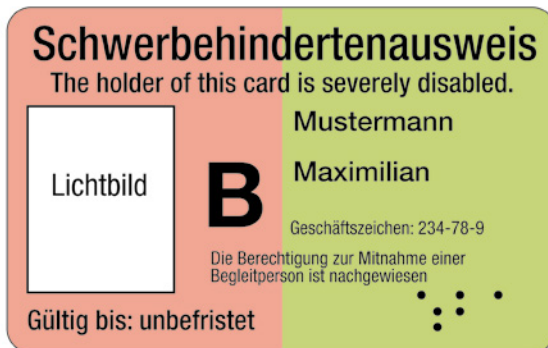 Schwerbehindertenausweis
The holder of this card is severely disabled.
Lichtbild
B
Mustermann
Maximilian
Geschäftszeichen: 234-78-9
Die Berechtigung zur Mitnahme einer
Begleitperson ist nachgewiesen
Gültig bis: unbefristet